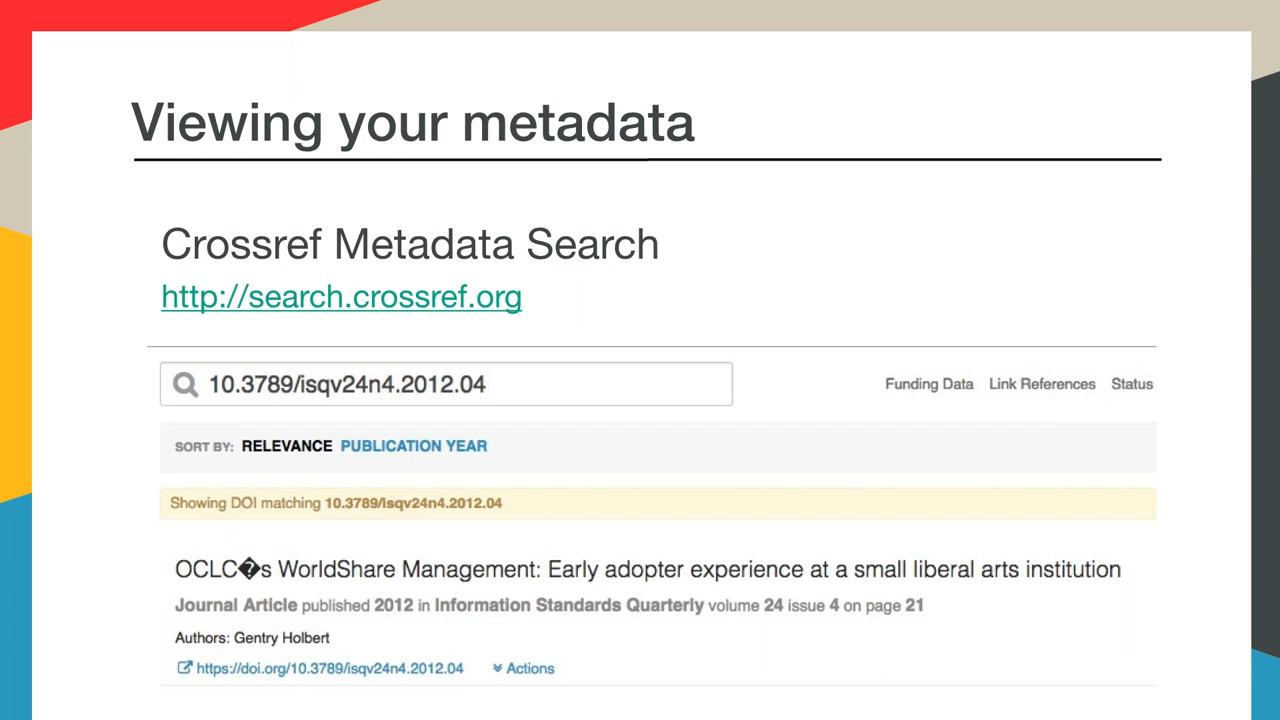 Viewing your metadata
Crossref Metadata Search
http://search.crossref.org
10.3789/isqv24n4.2012.04
Funding Data Link References Status
SORT BY: RELEVANCE PUBLICATION YEAR
Showing DOI matching 10.3789/isqv24n4.2012.04
OCLC�s WorldShare Management: Early adopter experience at a small liberal arts institution
Journal Article published 2012 in Information Standards Quarterly volume 24 issue 4 on page 21
Authors: Gentry Holbert
https://doi.org/10.3789/isqv24n4.2012.04 Actions